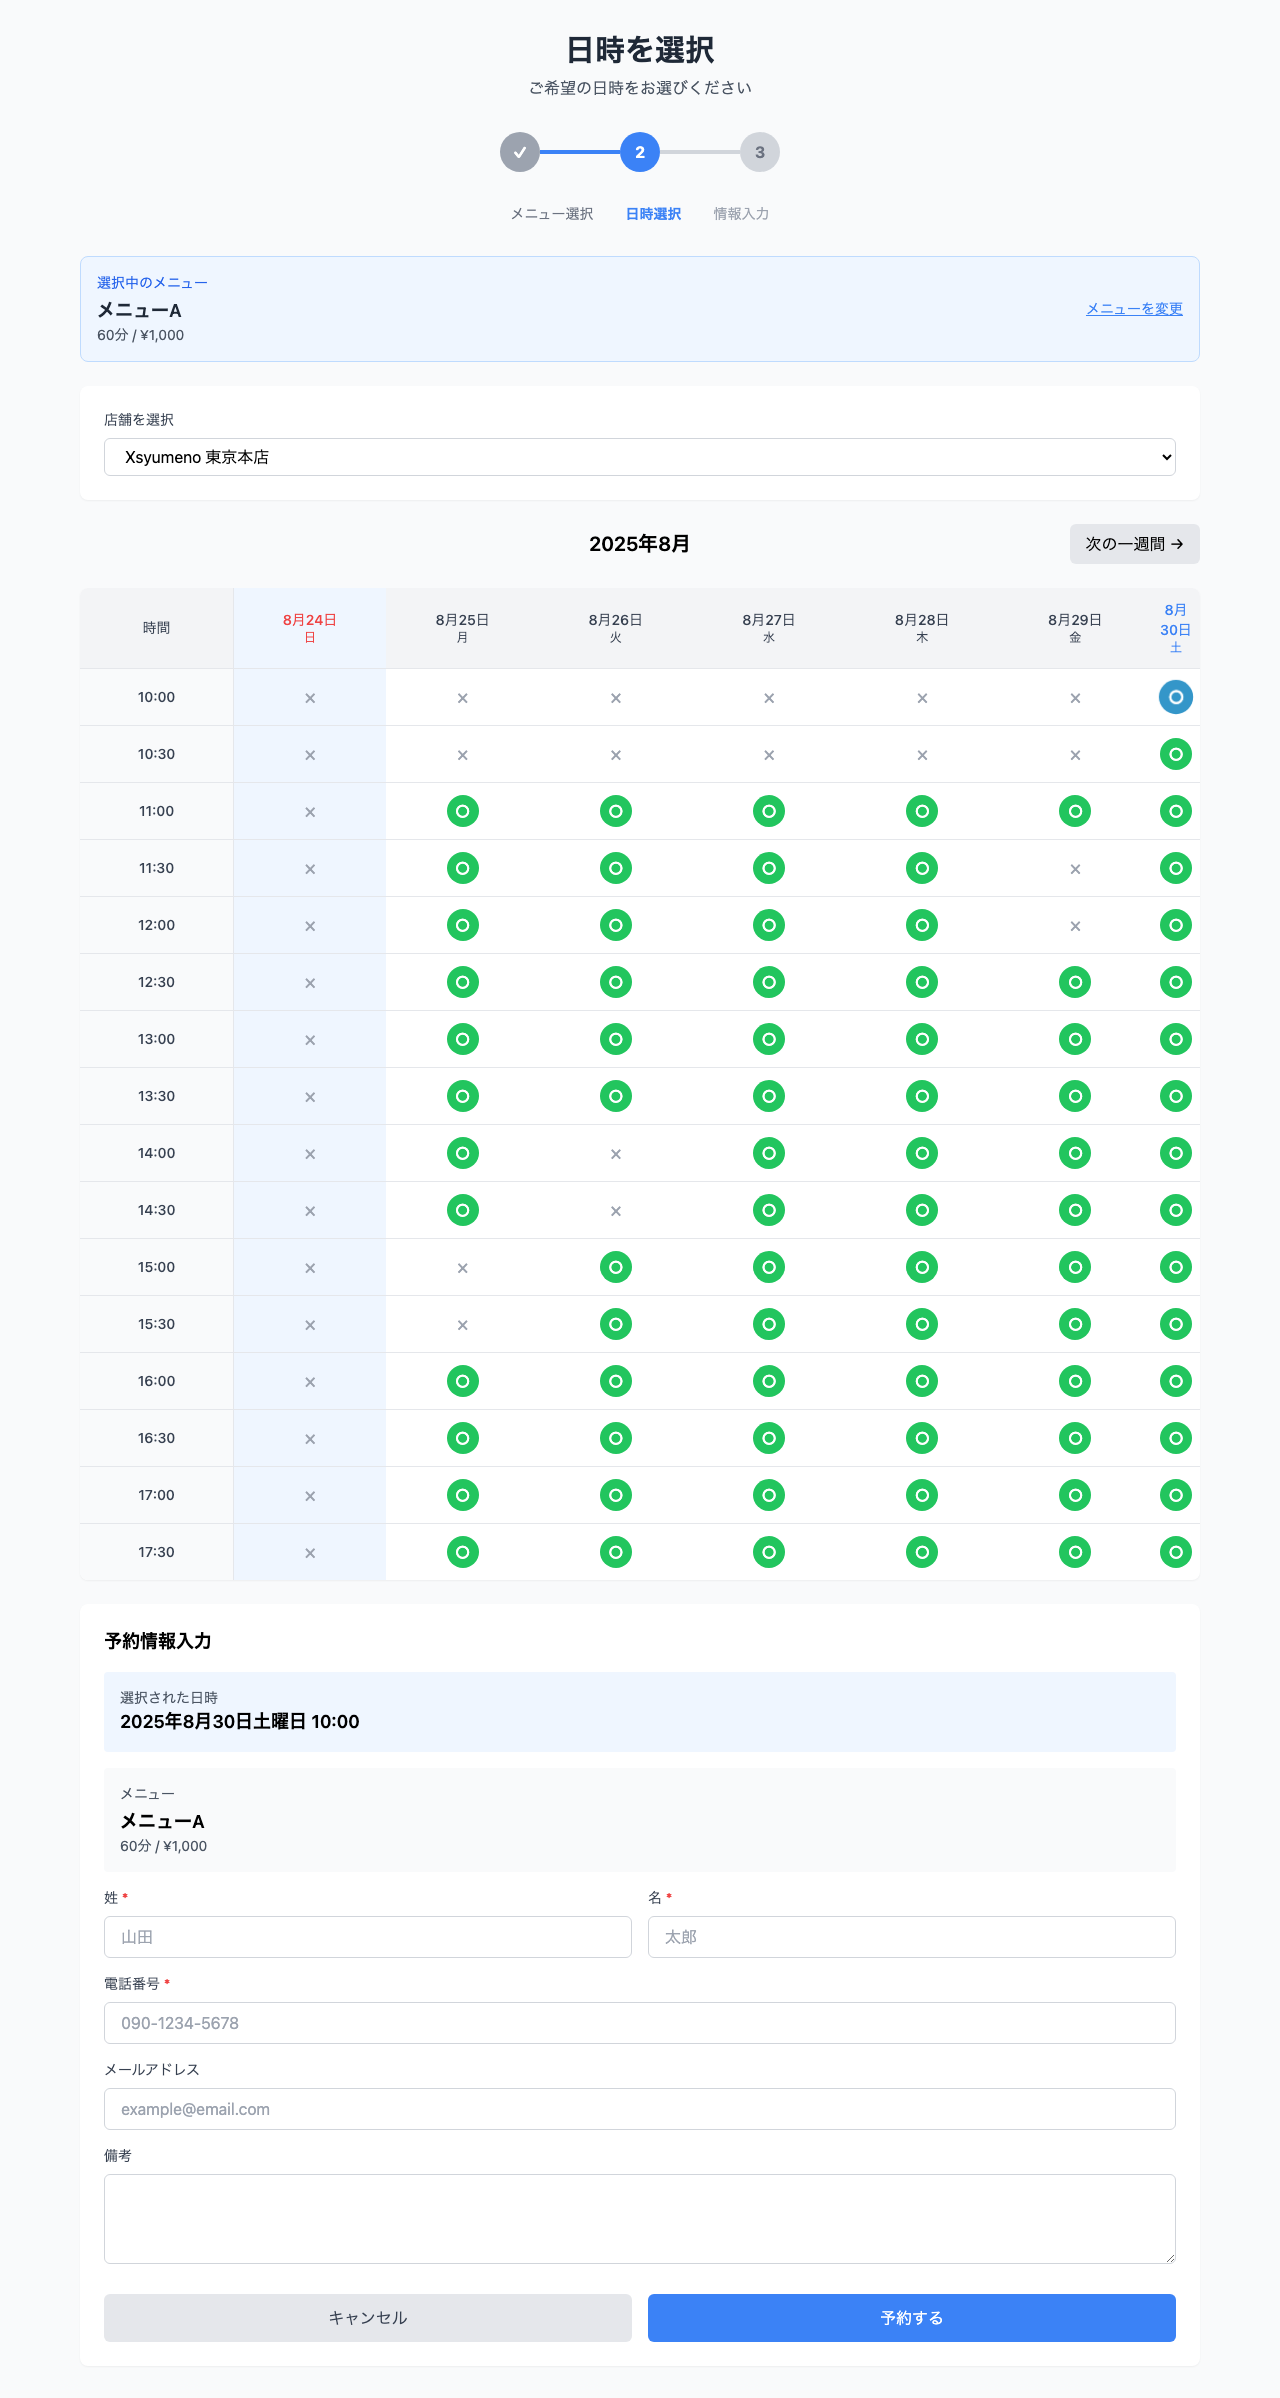 日時を選択
ご希望の日時をお選びください
✓ 2 3
メニュー選択 日時選択 情報入力
選択中のメニュー
メニューA
60分 / ¥1,000
メニューを変更
店舗を選択
Xsyumeno 東京本店
2025年8月
次の一週間 →
時間 8月24日 日 8月25日 月 8月26日 火 8月27日 水 8月28日 木 8月29日 金 8月30日 土
10:00 × × × × × × ○
10:30 × × × × × × ○
11:00 × ○ ○ ○ ○ ○ ○
11:30 × ○ ○ ○ ○ × ○
12:00 × ○ ○ ○ ○ × ○
12:30 × ○ ○ ○ ○ ○ ○
13:00 × ○ ○ ○ ○ ○ ○
13:30 × ○ ○ ○ ○ ○ ○
14:00 × ○ × ○ ○ ○ ○
14:30 × ○ × ○ ○ ○ ○
15:00 × × ○ ○ ○ ○ ○
15:30 × × ○ ○ ○ ○ ○
16:00 × ○ ○ ○ ○ ○ ○
16:30 × ○ ○ ○ ○ ○ ○
17:00 × ○ ○ ○ ○ ○ ○
17:30 × ○ ○ ○ ○ ○ ○
予約情報入力
選択された日時
2025年8月30日土曜日 10:00
メニュー
メニューA
60分 / ¥1,000
姓 * 名 *
山田 太郎
電話番号 *
090-1234-5678
メールアドレス
example@email.com
備考
キャンセル 予約する